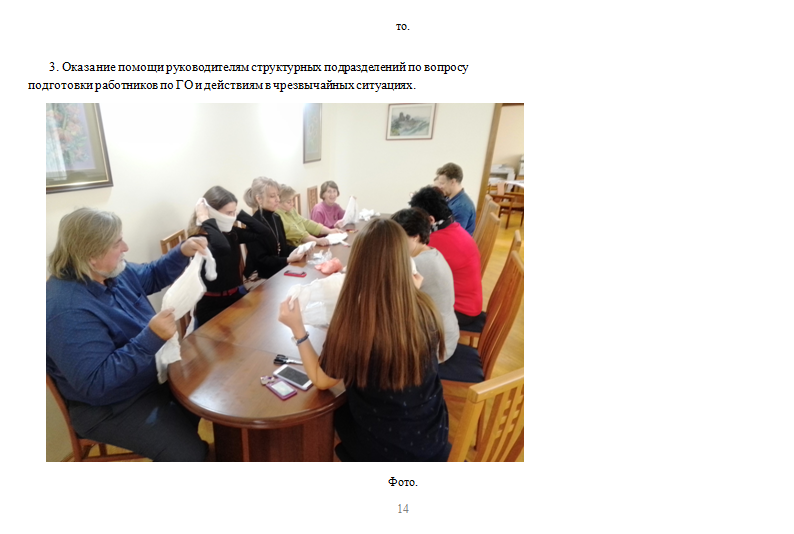 то.
3. Оказание помощи руководителям структурных подразделений по вопросу
подготовки работников по ГО и действиям в чрезвычайных ситуациях.
Фото.
14